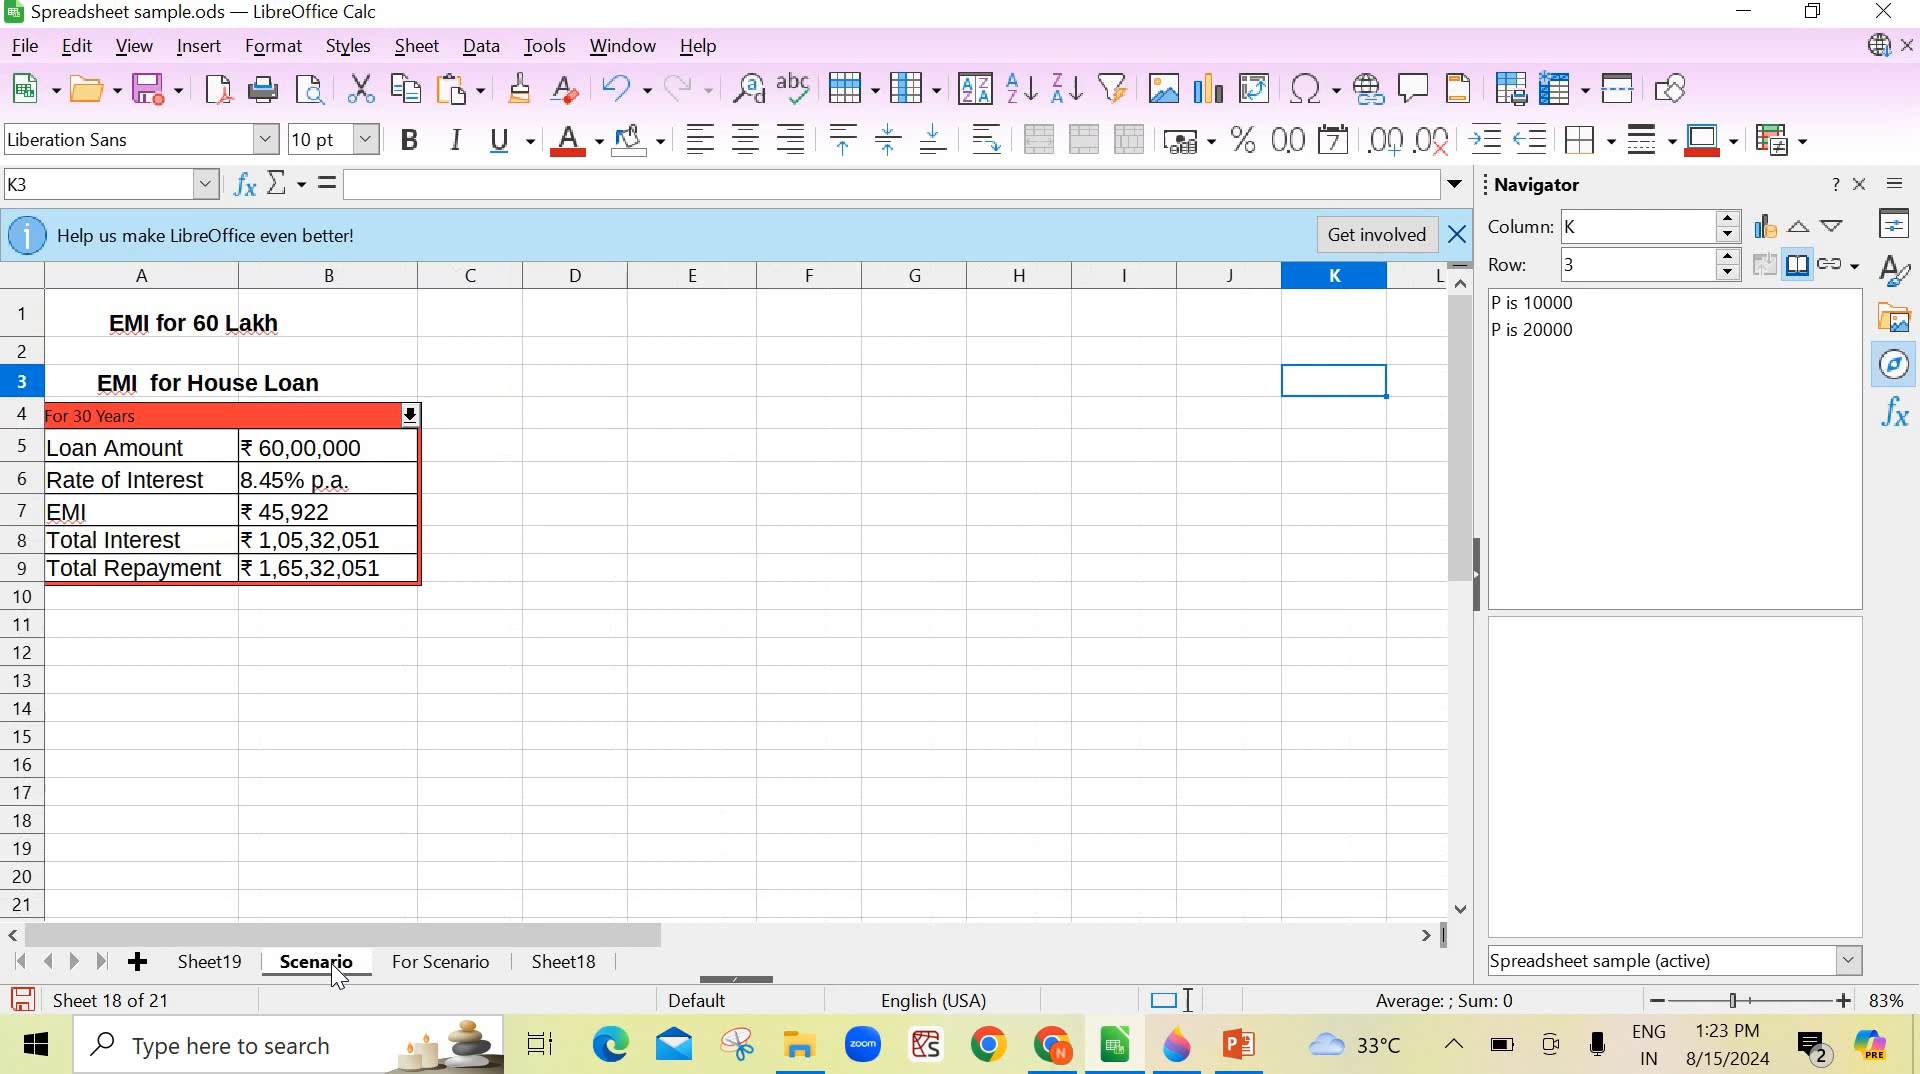 Spreadsheet sample.ods — LibreOffice Calc
File Edit View Insert Format Styles Sheet Data Tools Window Help
Liberation Sans 10 pt
K3
Help us make LibreOffice even better! Get involved
Navigator ?
Column: K
Row: 3
P is 10000
P is 20000
A B C D E F G H I J K L
1 EMI for 60 Lakh
2
3 EMI for House Loan
4 For 30 Years
5 Loan Amount ₹ 60,00,000
6 Rate of Interest 8.45% p.a.
7 EMI ₹ 45,922
8 Total Interest ₹ 1,05,32,051
9 Total Repayment ₹ 1,65,32,051
10
11
12
13
14
15
16
17
18
19
20
21
Sheet19 Scenario For Scenario Sheet18
Spreadsheet sample (active)
Sheet 18 of 21 Default English (USA) Average: ; Sum: 0 83%
Type here to search zoom 33°C ENG IN 1:23 PM 8/15/2024 2 PRE